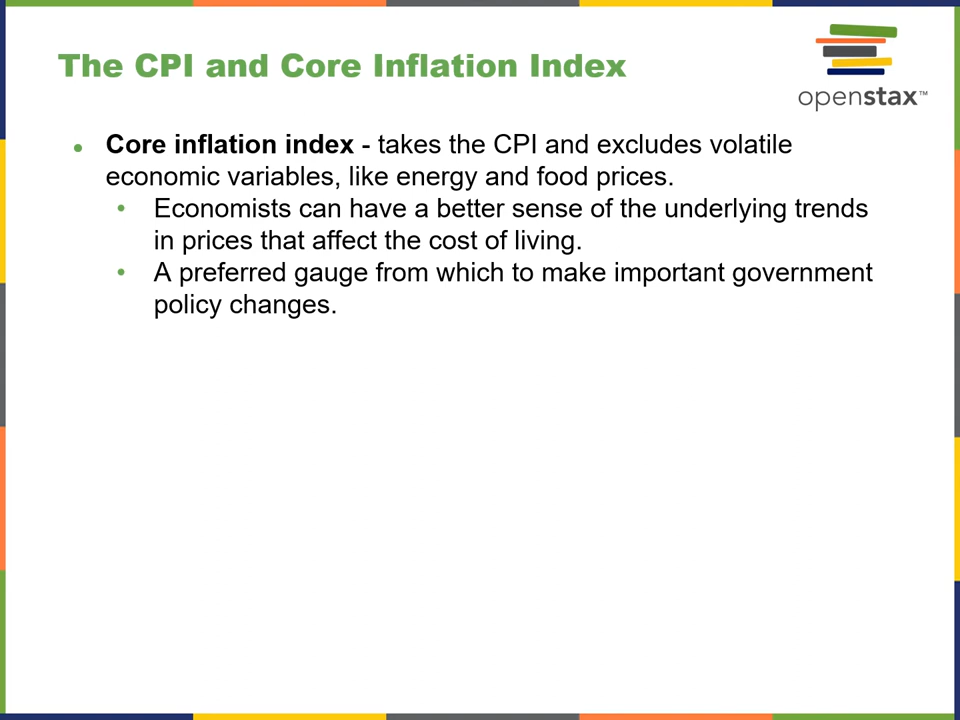 The CPI and Core Inflation Index
openstax™
● Core inflation index - takes the CPI and excludes volatile
economic variables, like energy and food prices.
• Economists can have a better sense of the underlying trends
in prices that affect the cost of living.
• A preferred gauge from which to make important government
policy changes.